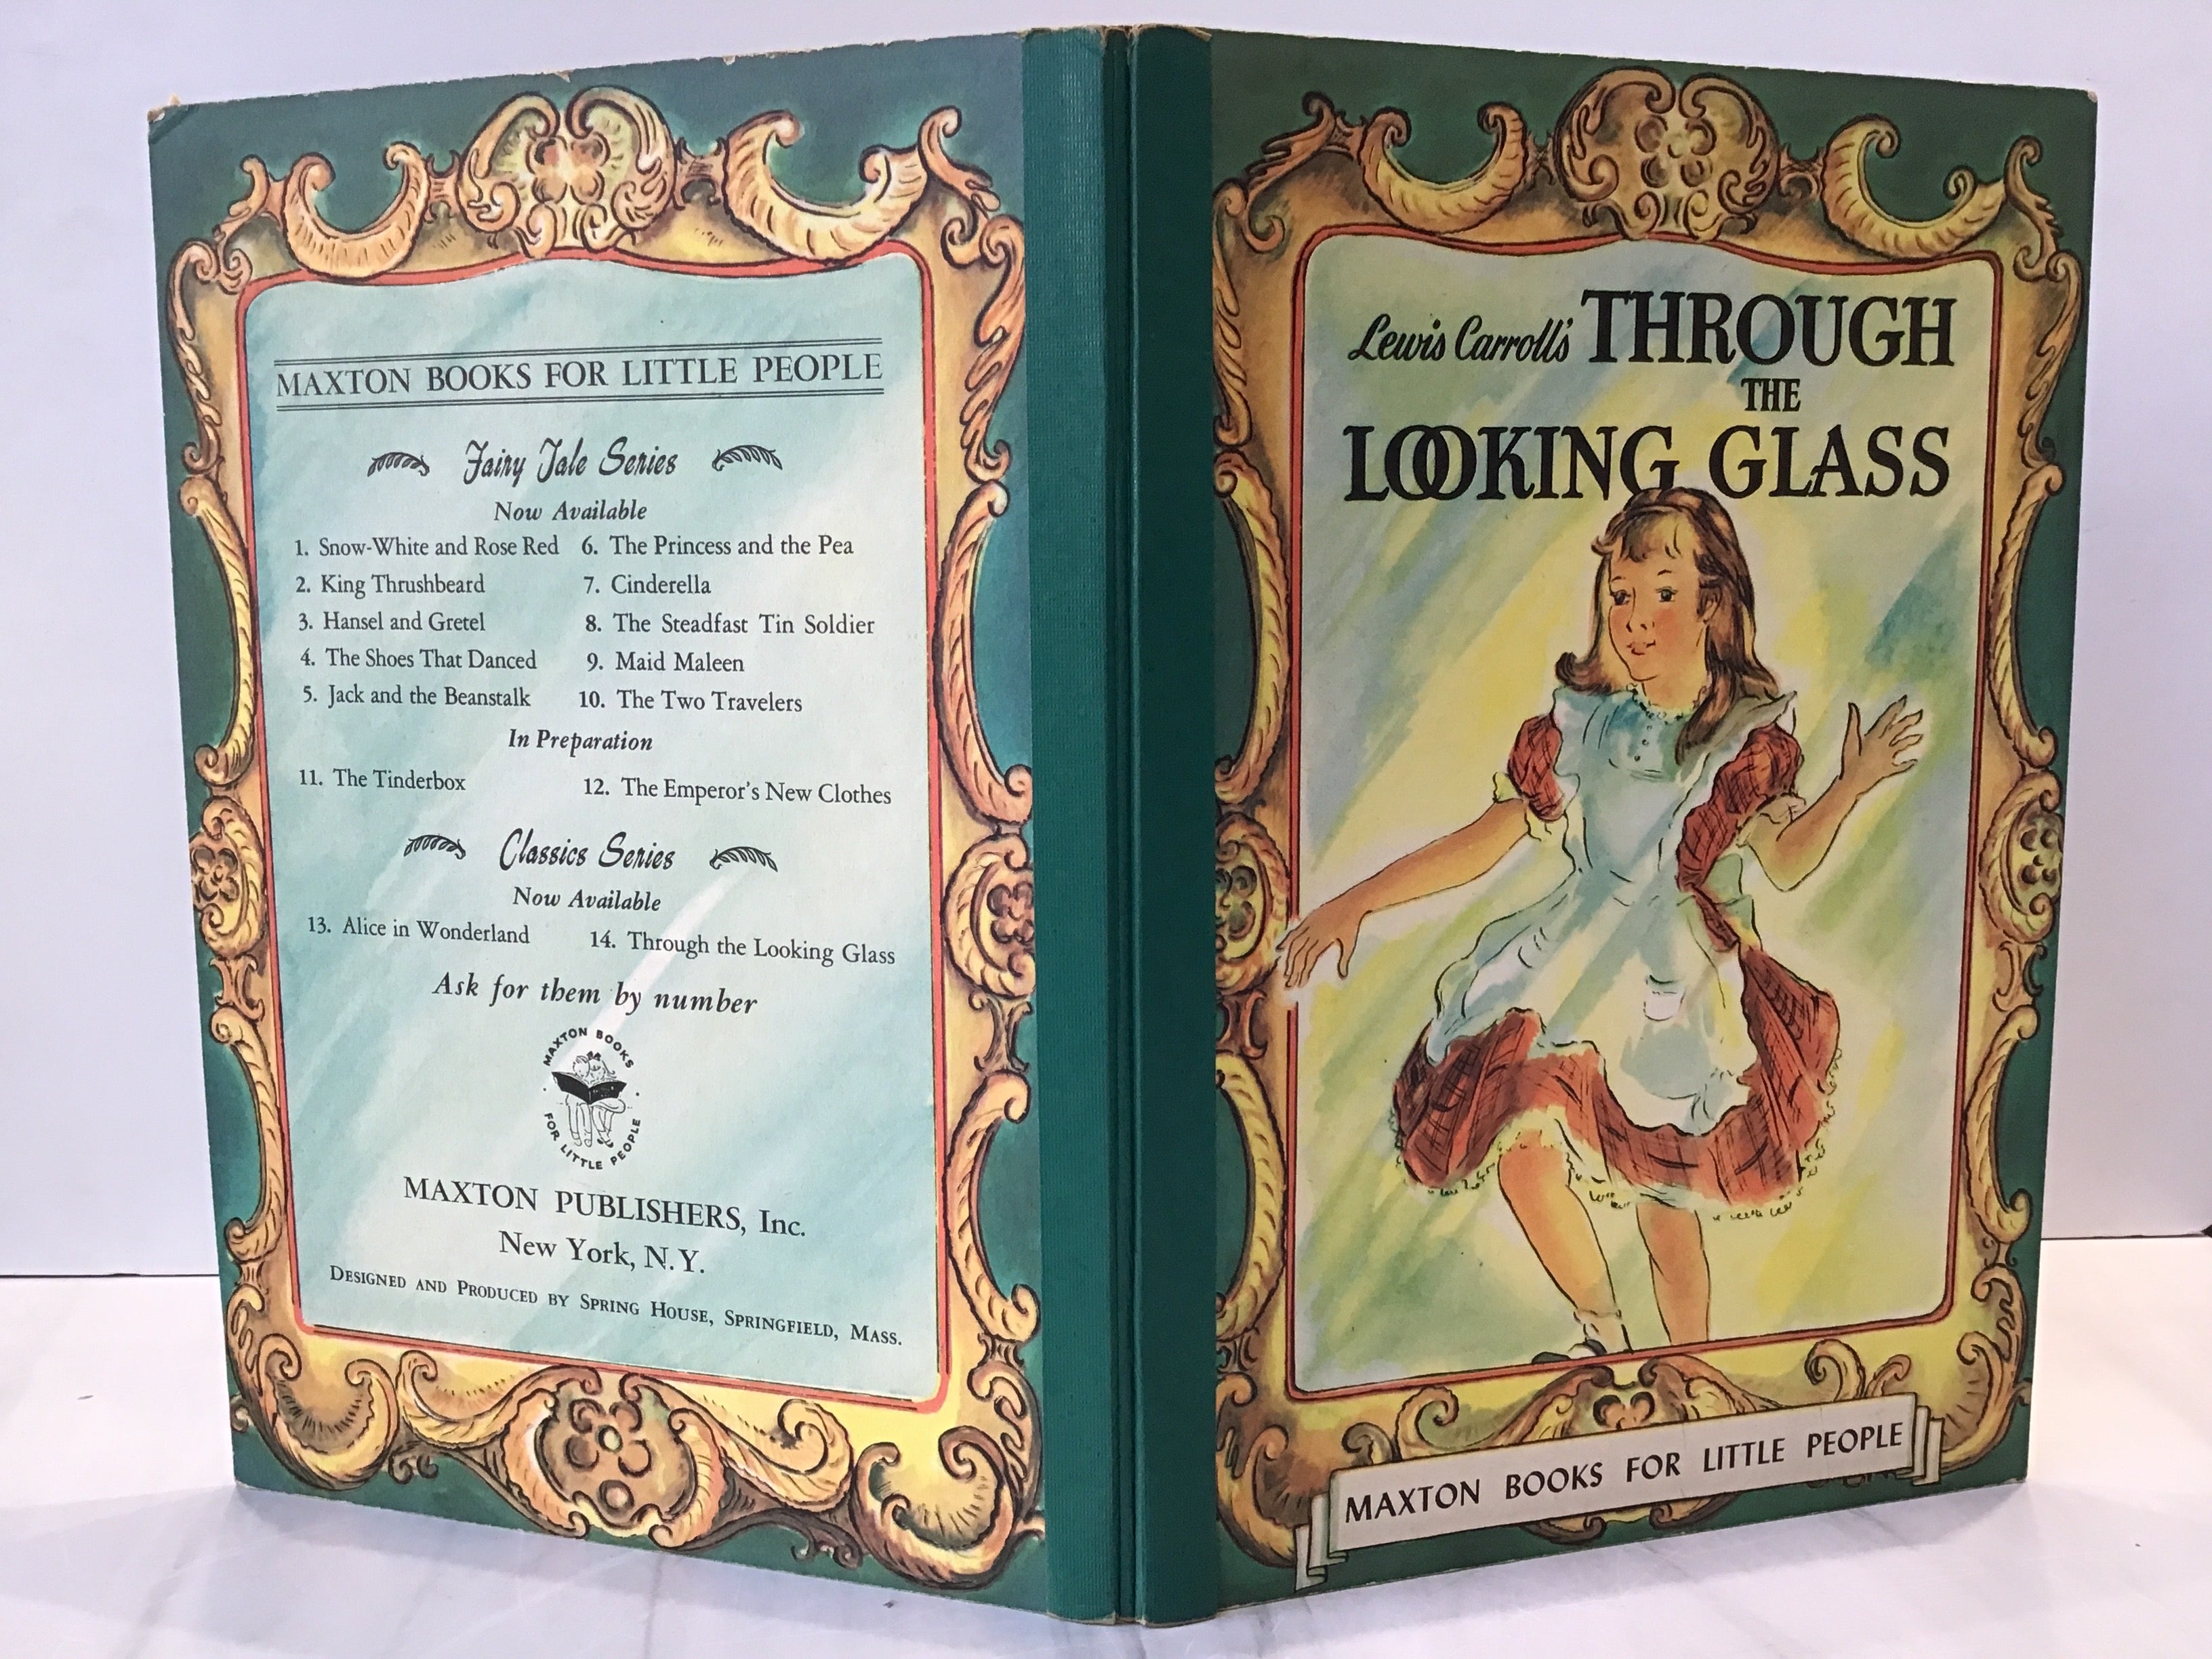 MAXTON BOOKS FOR LITTLE PEOPLE
Fairy Tale Series
Now Available
1. Snow-White and Rose Red 6. The Princess and the Pea
2. King Thrushbeard 7. Cinderella
3. Hansel and Gretel 8. The Steadfast Tin Soldier
4. The Shoes That Danced 9. Maid Maleen
5. Jack and the Beanstalk 10. The Two Travelers
In Preparation
11. The Tinderbox 12. The Emperor's New Clothes
Classics Series
Now Available
13. Alice in Wonderland 14. Through the Looking Glass
Ask for them by number
MAXTON BOOKS
FOR LITTLE PEOPLE
MAXTON PUBLISHERS, Inc.
New York, N.Y.
DESIGNED AND PRODUCED BY SPRING HOUSE, SPRINGFIELD, MASS.
Lewis Carroll's THROUGH
THE
LOOKING GLASS
MAXTON BOOKS FOR LITTLE PEOPLE